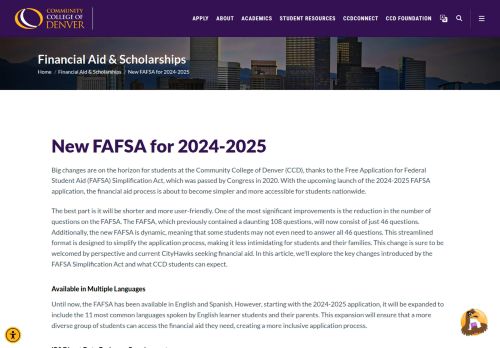 COMMUNITY
COLLEGE OF
DENVER
APPLY ABOUT ACADEMICS STUDENT RESOURCES CCDCONNECT CCD FOUNDATION
Financial Aid & Scholarships
Home / Financial Aid & Scholarships / New FAFSA for 2024-2025
New FAFSA for 2024-2025
Big changes are on the horizon for students at the Community College of Denver (CCD), thanks to the Free Application for Federal
Student Aid (FAFSA) Simplification Act, which was passed by Congress in 2020. With the upcoming launch of the 2024-2025 FAFSA
application, the financial aid process is about to become simpler and more accessible for students nationwide.
The best part is it will be shorter and more user-friendly. One of the most significant improvements is the reduction in the number of
questions on the FAFSA. The FAFSA, which previously contained a daunting 108 questions, will now consist of just 46 questions.
Additionally, the new FAFSA is dynamic, meaning that some students may not even need to answer all 46 questions. This streamlined
format is designed to simplify the application process, making it less intimidating for students and their families. This change is sure to be
welcomed by perspective and current CityHawks seeking financial aid. In this article, we'll explore the key changes introduced by the
FAFSA Simplification Act and what CCD students can expect.
Available in Multiple Languages
Until now, the FAFSA has been available in English and Spanish. However, starting with the 2024-2025 application, it will be expanded to
include the 11 most common languages spoken by English learner students and their parents. This expansion will ensure that a more
diverse group of students can access the financial aid they need, creating a more inclusive application process.